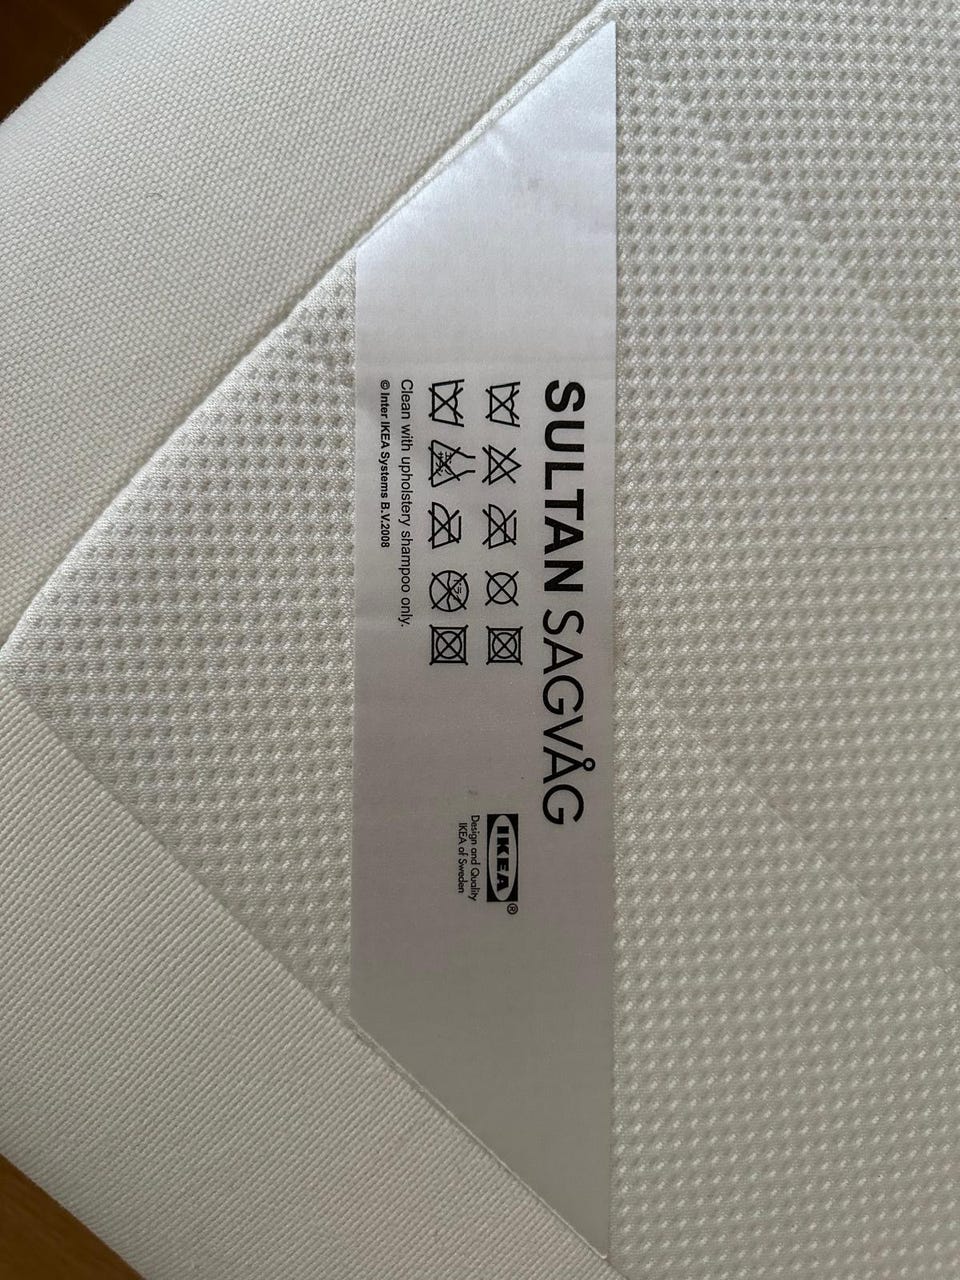 SULTAN SAGVÅG
Clean with upholstery shampoo only.
© Inter IKEA Systems B.V.2008
IKEA®
Design and Quality
IKEA of Sweden